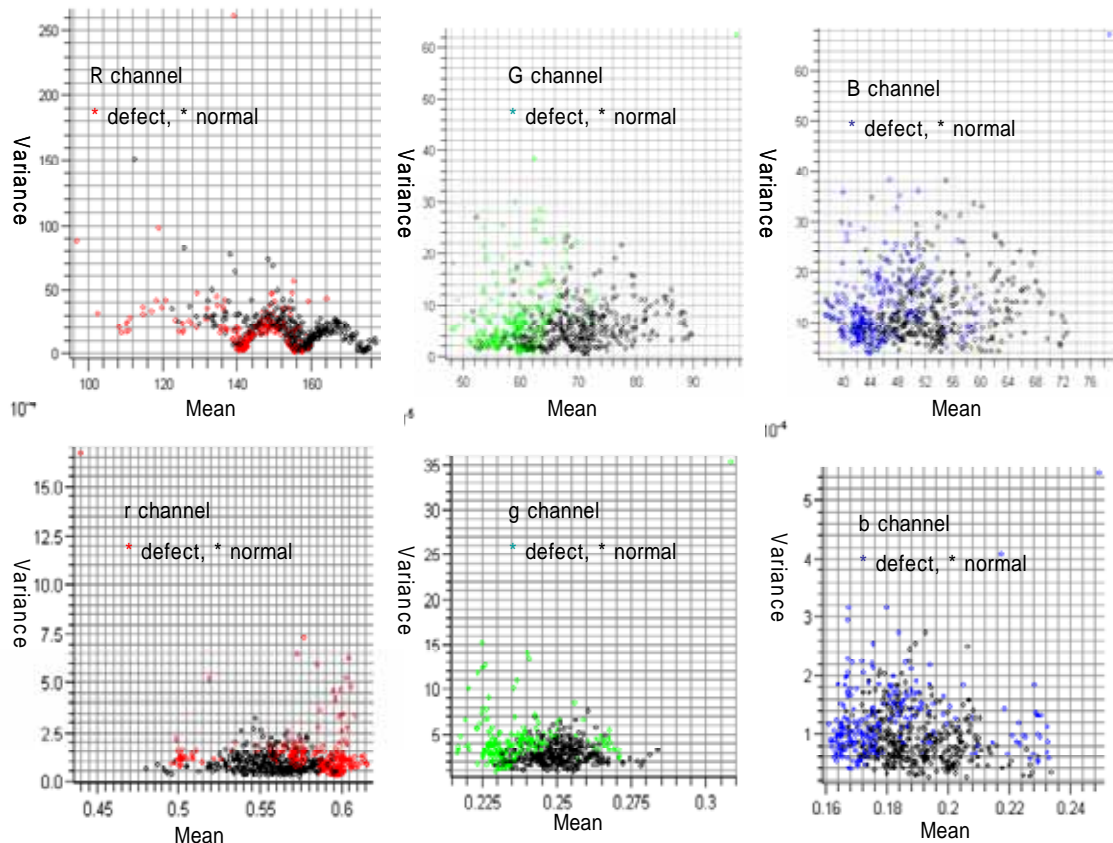 R channel
* defect, * normal
250
200
150
100
50
0
Variance
100
140
160
Mean
G channel
* defect, * normal
60
50
40
30
20
10
0
Variance
50
60
70
80
90
Mean
B channel
* defect, * normal
60
50
40
30
20
10
Variance
40
44
48
52
56
60
64
68
72
76
Mean
r channel
* defect, * normal
15.0
12.5
10.0
7.5
5.0
2.5
0.0
Variance
0.45
0.5
0.55
0.6
Mean
g channel
* defect, * normal
35
30
25
20
15
10
5
Variance
0.225
0.25
0.275
0.3
Mean
10⁻⁴
b channel
* defect, * normal
5
4
3
2
1
Variance
0.16
0.18
0.2
0.22
0.24
Mean